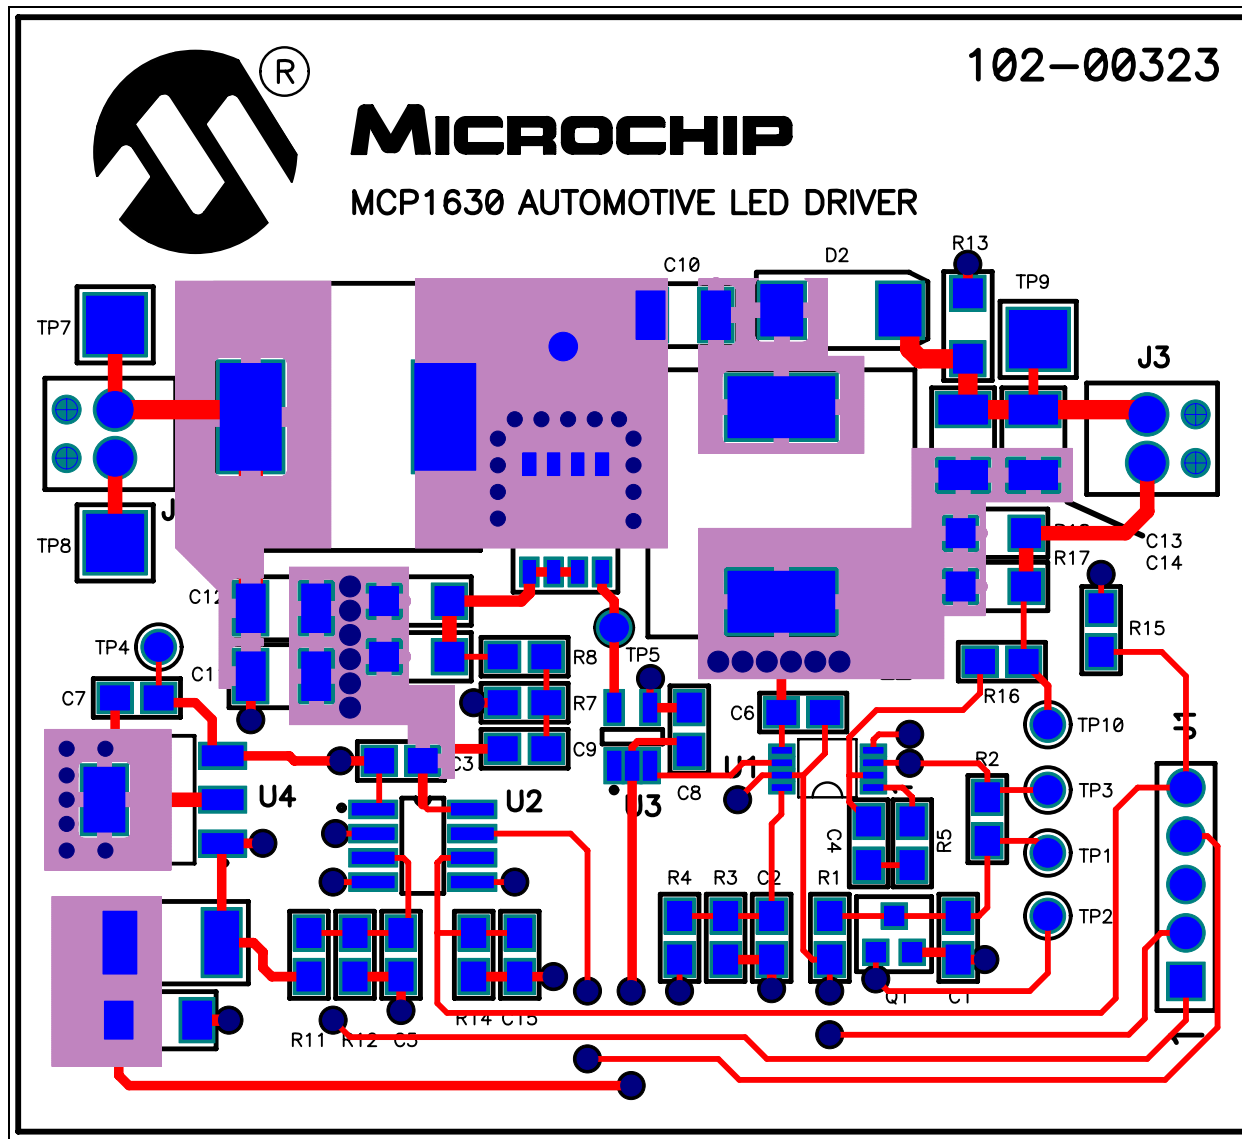 102-00323
®
MICROCHIP
MCP1630 AUTOMOTIVE LED DRIVER
R13
D2
C10
TP9
TP7
J3
J
TP8
C13
C14
R17
C12
R15
TP4
R8
TP5
C1
R16
C7
R7
C6
TP10
J1
C9
C3
U1
R2
U4
U2
U3
C8
TP3
C4
R5
TP1
R4
R3
C2
R1
TP2
Q1
C1
R14
C15
R11
R12
C5
1